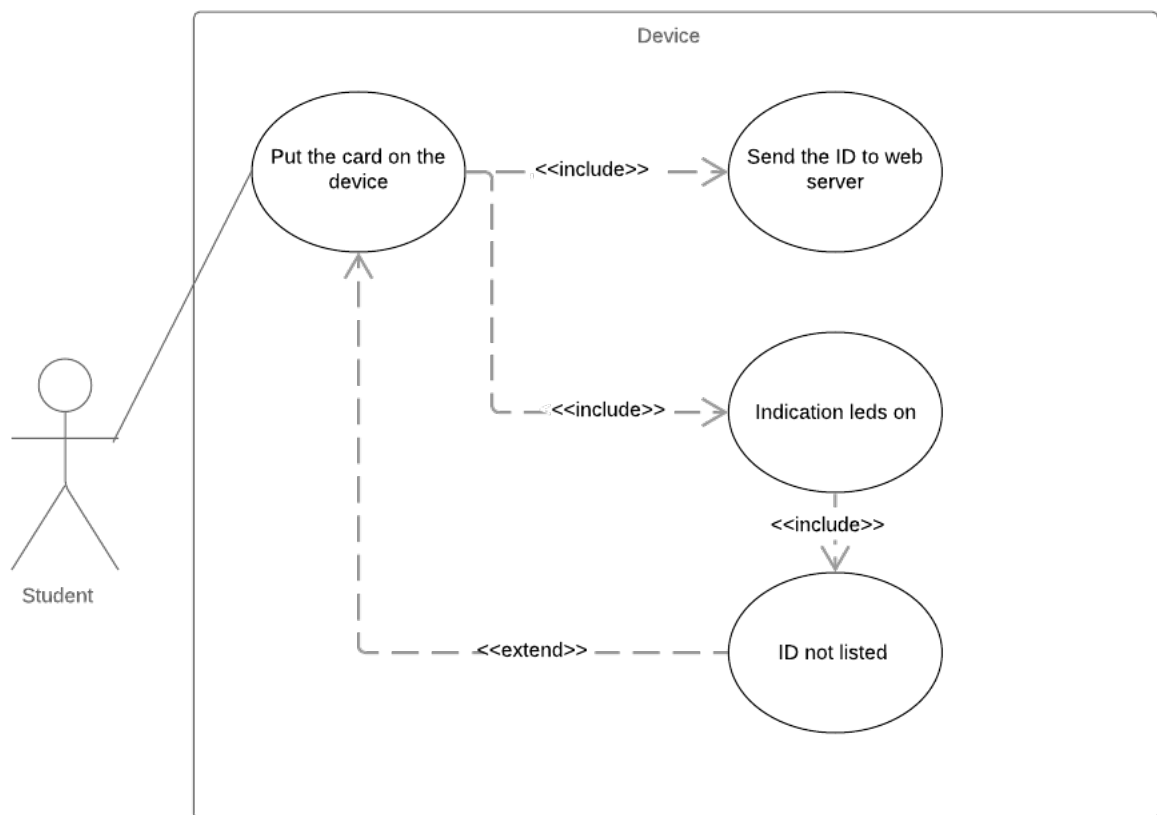 Device
Put the card on the
device
<<include>>
Send the ID to web
server
<<include>>
Indication leds on
<<include>>
Student
<<extend>>
ID not listed